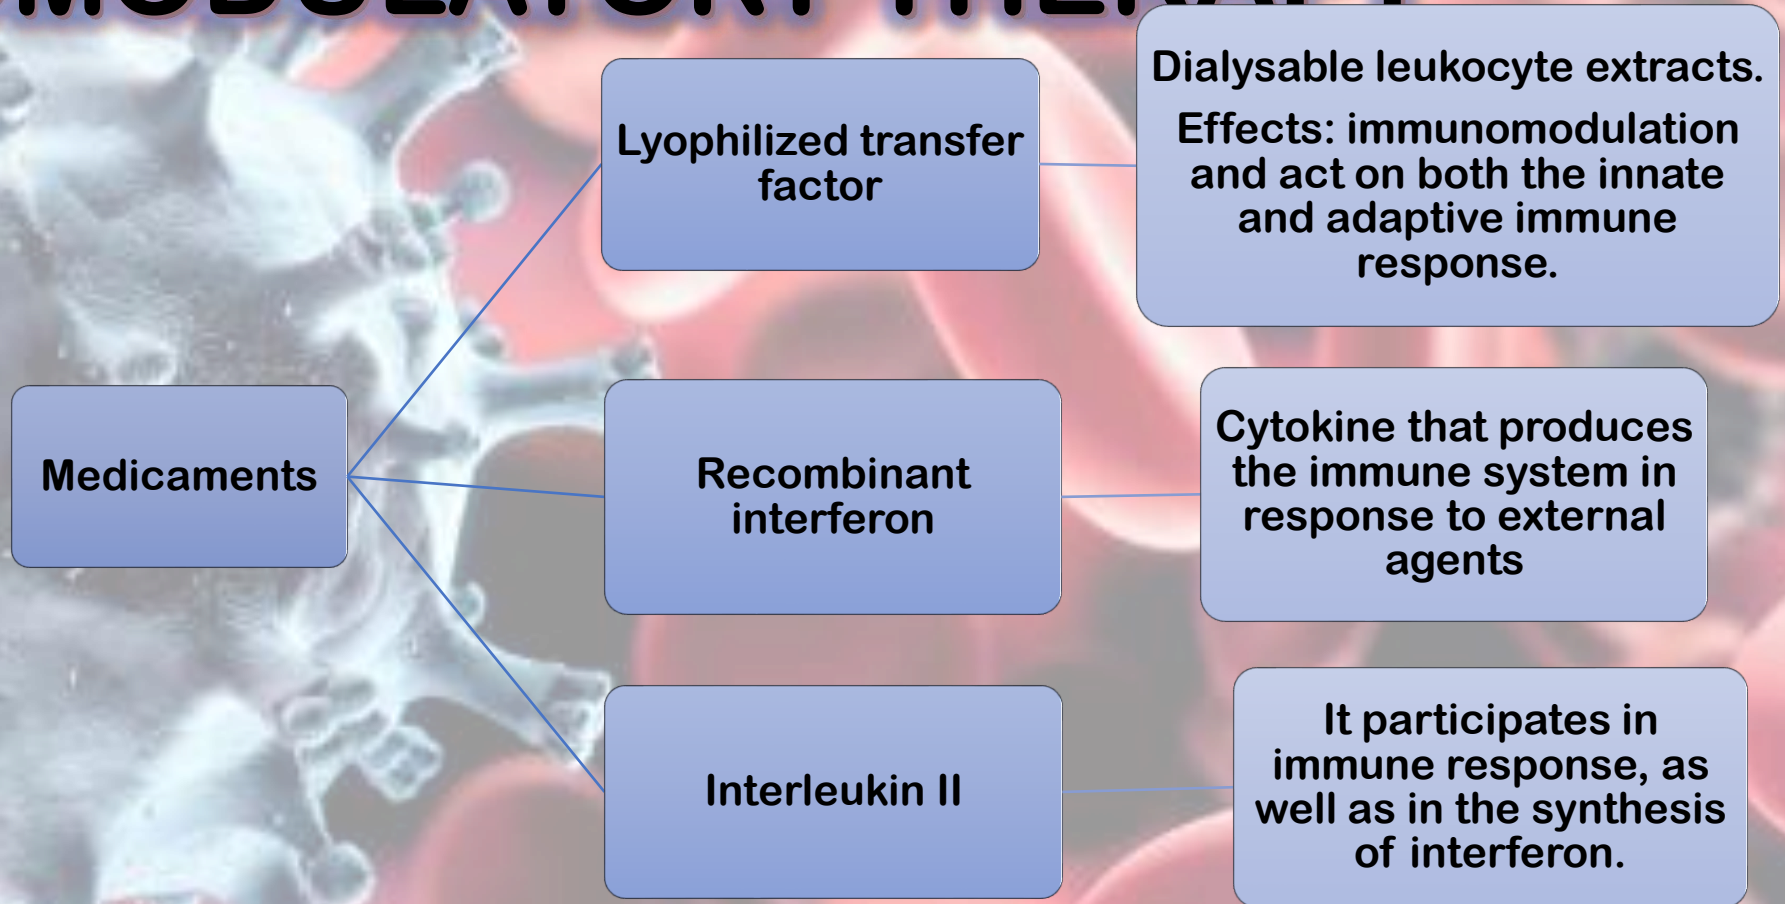 MODULATORY THERAPY
Medicaments
Lyophilized transfer
factor
Dialysable leukocyte extracts.
Effects: immunomodulation
and act on both the innate
and adaptive immune
response.
Recombinant
interferon
Cytokine that produces
the immune system in
response to external
agents
Interleukin II
It participates in
immune response, as
well as in the synthesis
of interferon.